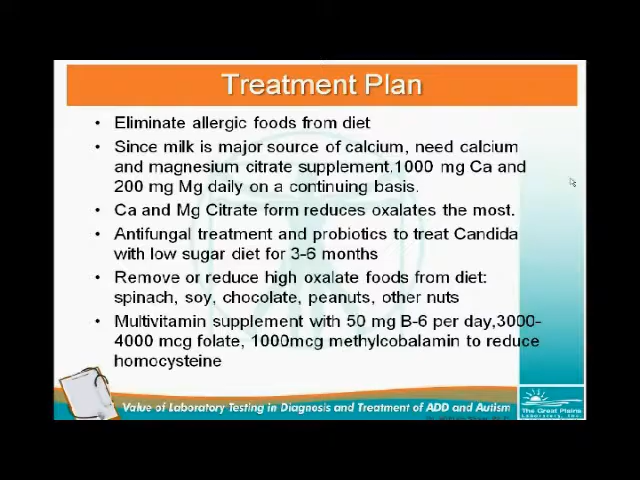 Treatment Plan
• Eliminate allergic foods from diet
• Since milk is major source of calcium, need calcium
and magnesium citrate supplement.1000 mg Ca and
200 mg Mg daily on a continuing basis.
• Ca and Mg Citrate form reduces oxalates the most.
• Antifungal treatment and probiotics to treat Candida
with low sugar diet for 3-6 months
• Remove or reduce high oxalate foods from diet:
spinach, soy, chocolate, peanuts, other nuts
• Multivitamin supplement with 50 mg B-6 per day,3000-
4000 mcg folate, 1000mcg methylcobalamin to reduce
homocysteine
Value of Laboratory Testing in Diagnosis and Treatment of ADD and Autism
The Great Plains
Laboratory, Inc.